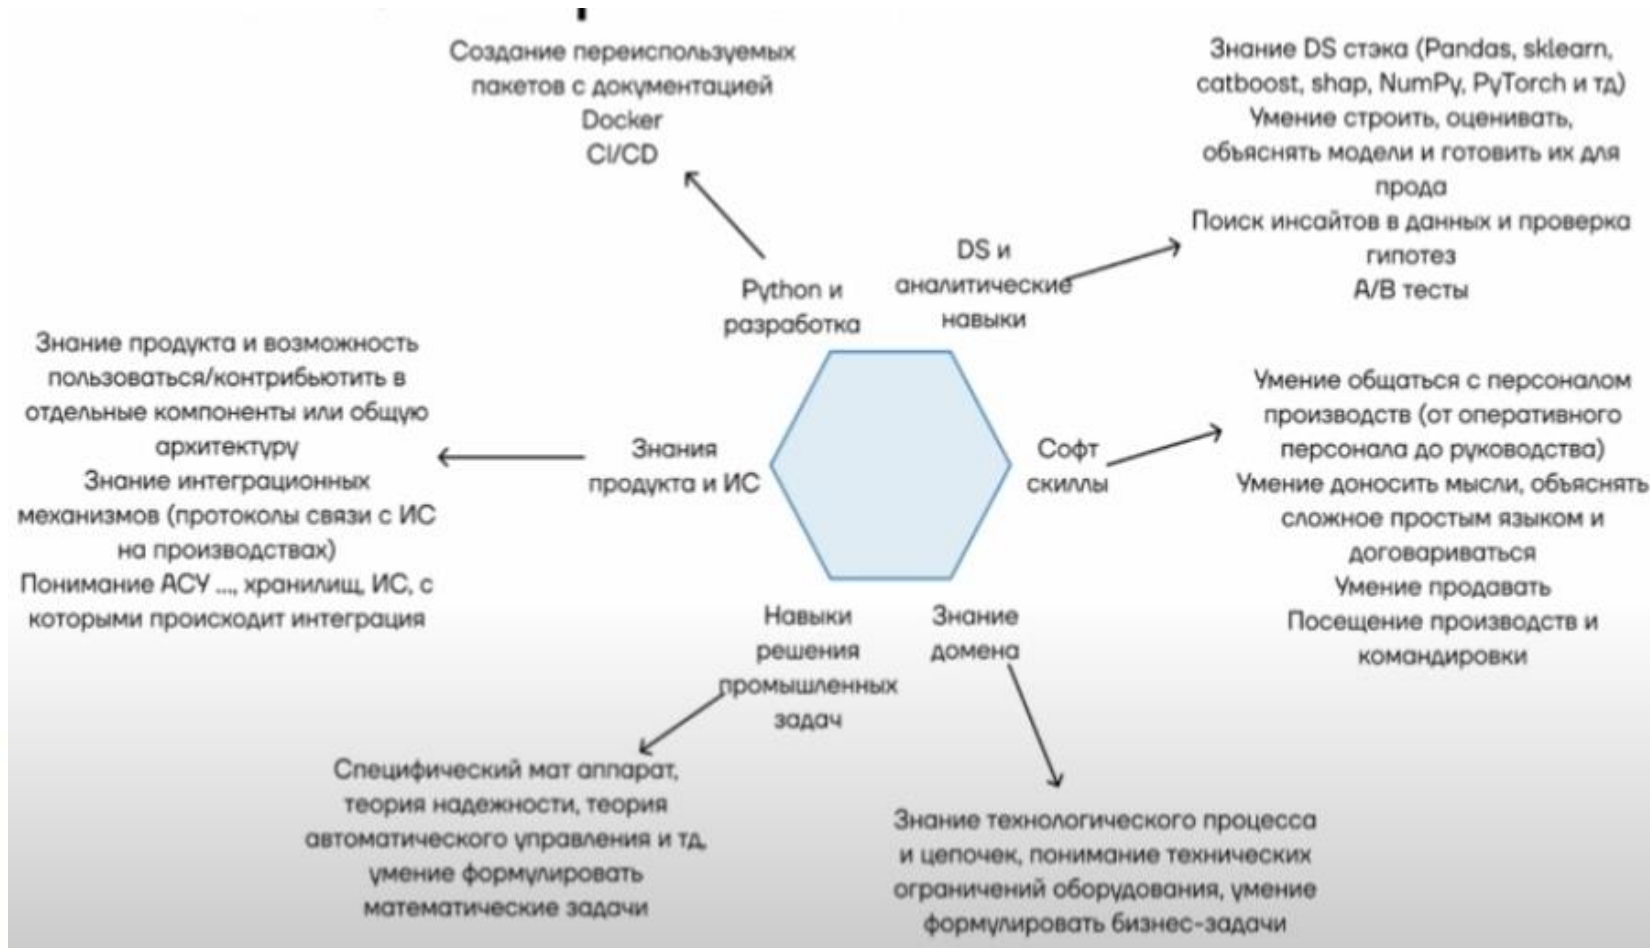 Создание переиспользуемых
пакетов с документацией
Docker
CI/CD
Знание DS стэка (Pandas, sklearn,
catboost, shap, NumPy, PyTorch и тд)
Умение строить, оценивать,
объяснять модели и готовить их для
прода
Поиск инсайтов в данных и проверка
гипотез
A/B тесты
Python и
разработка
DS и
аналитические
навыки
Знание продукта и возможность
пользоваться/контрибьютить в
отдельные компоненты или общую
архитектуру
Знание интеграционных
механизмов (протоколы связи с ИС
на производствах)
Понимание АСУ ..., хранилищ, ИС, с
которыми происходит интеграция
Знания
продукта и ИС
Софт
скиллы
Умение общаться с персоналом
производств (от оперативного
персонала до руководства)
Умение доносить мысли, объяснять
сложное простым языком и
договариваться
Умение продавать
Посещение производств и
командировки
Навыки
решения
промышленных
задач
Знание
домена
Специфический мат аппарат,
теория надежности, теория
автоматического управления и тд,
умение формулировать
математические задачи
Знание технологического процесса
и цепочек, понимание технических
ограничений оборудования, умение
формулировать бизнес-задачи